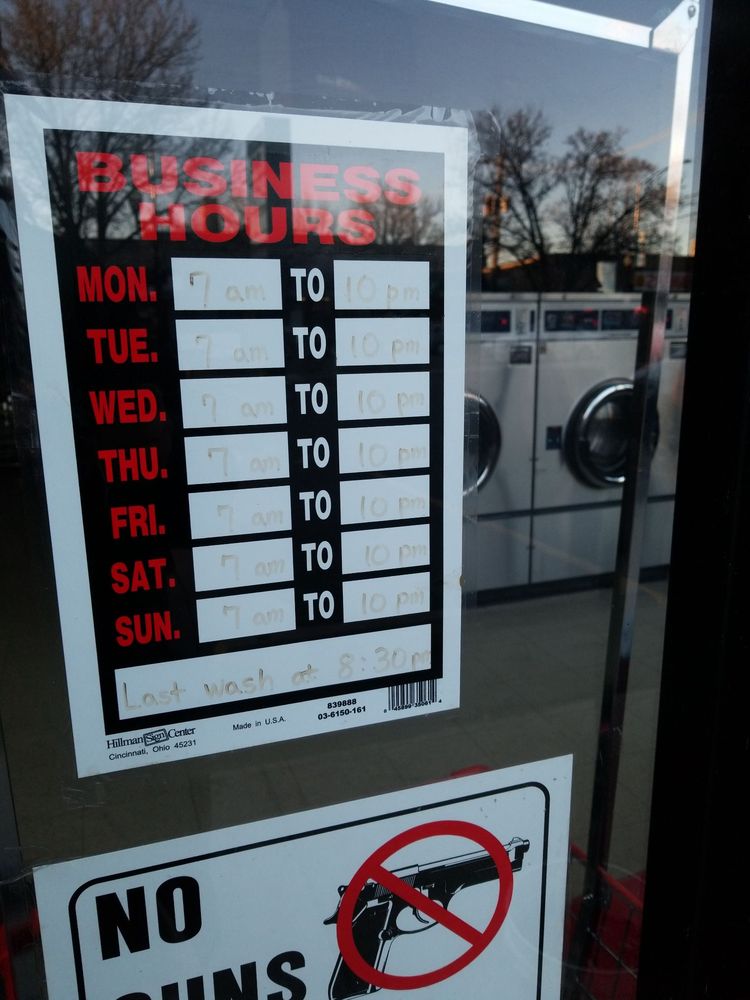 BUSINESS
HOURS
MON. 7 am TO 10 pm
TUE. 7 am TO 10 pm
WED. 7 am TO 10 pm
THU. 7 am TO 10 pm
FRI. 7 am TO 10 pm
SAT. 7 am TO 10 pm
SUN. 7 am TO 10 pm
Last wash at 8:30 pm
Hillman Sign Center
Cincinnati, Ohio 45231
Made in U.S.A.
839888
03-6150-161
NO
GUNS